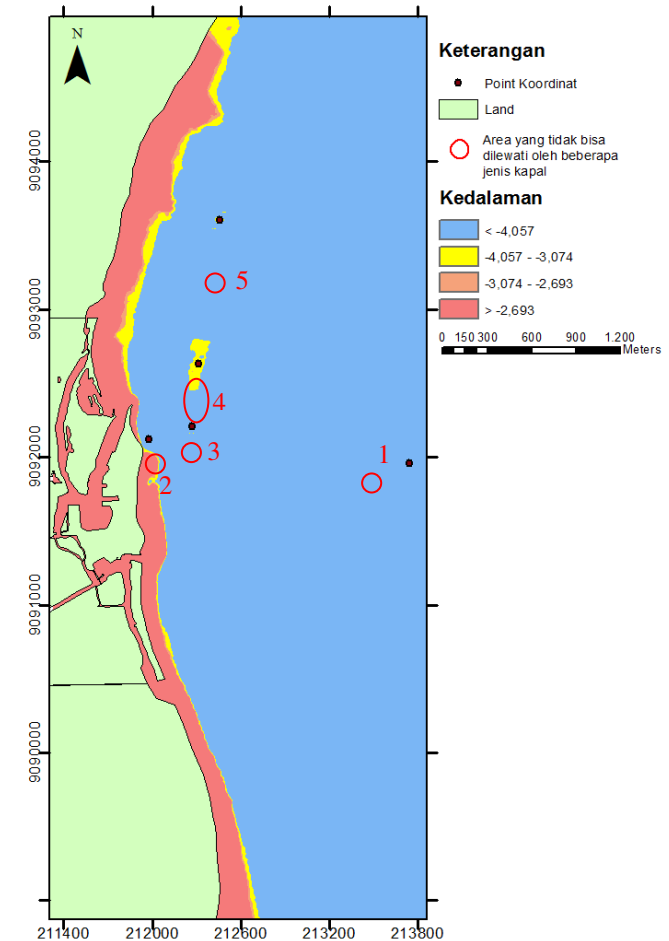 N
Keterangan
Point Koordinat
Land
Area yang tidak bisa
dilewati oleh beberapa
jenis kapal
Kedalaman
< -4,057
-4,057 - -3,074
-3,074 - -2,693
> -2,693
0 150 300 600 900 1.200
Meters
9094000
9093000
9092000
9091000
9090000
5
4
3
1
2
211400 212000 212600 213200 213800